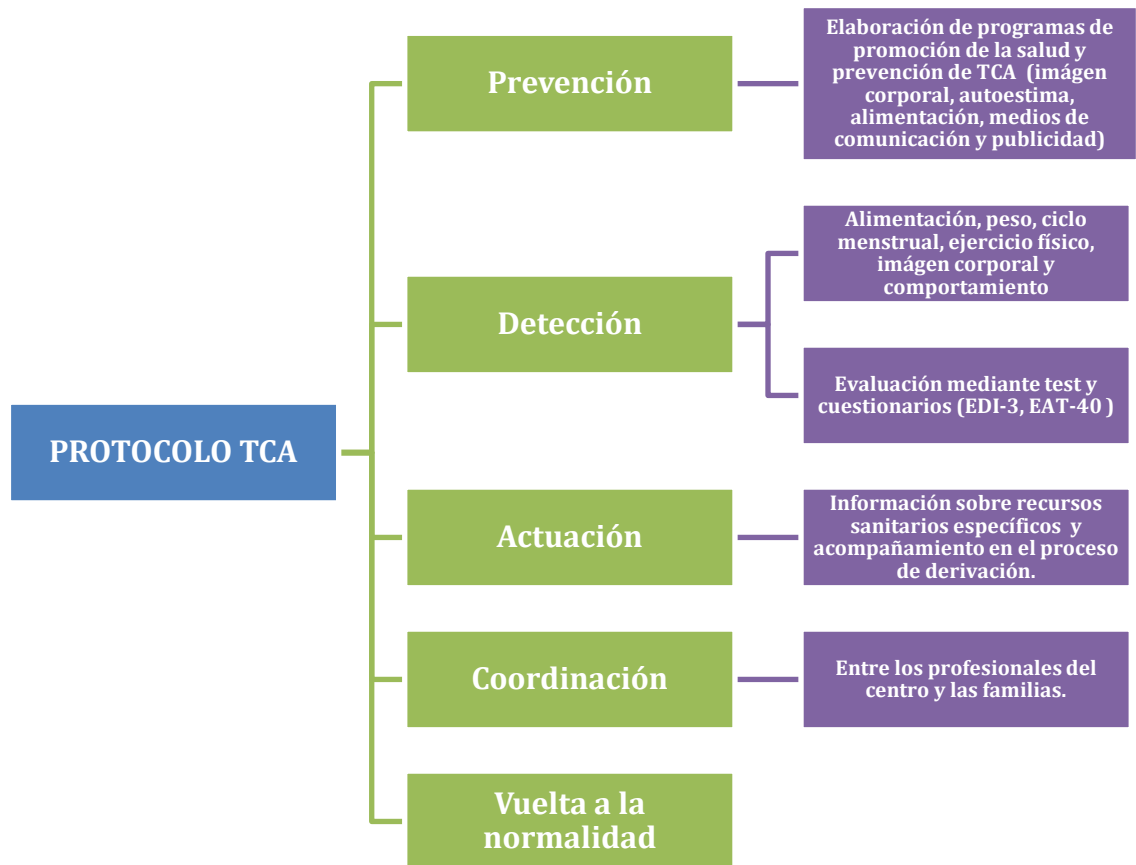 PROTOCOLO TCA
Prevención
Elaboración de programas de
promoción de la salud y
prevención de TCA (imágen
corporal, autoestima,
alimentación, medios de
comunicación y publicidad)
Detección
Alimentación, peso, ciclo
menstrual, ejercicio físico,
imágen corporal y
comportamiento
Evaluación mediante test y
cuestionarios (EDI-3, EAT-40 )
Actuación
Información sobre recursos
sanitarios específicos y
acompañamiento en el proceso
de derivación.
Coordinación
Entre los profesionales del
centro y las familias.
Vuelta a la
normalidad